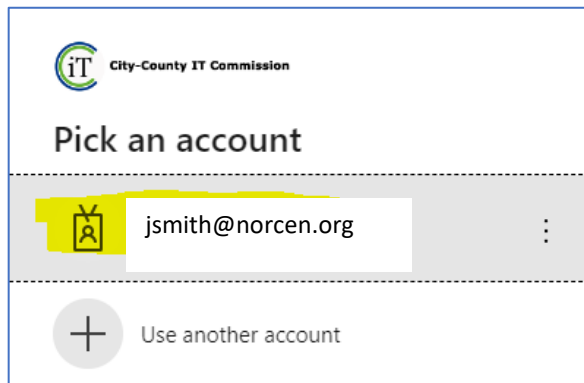 iT City-County IT Commission
Pick an account
jsmith@norcen.org
Use another account